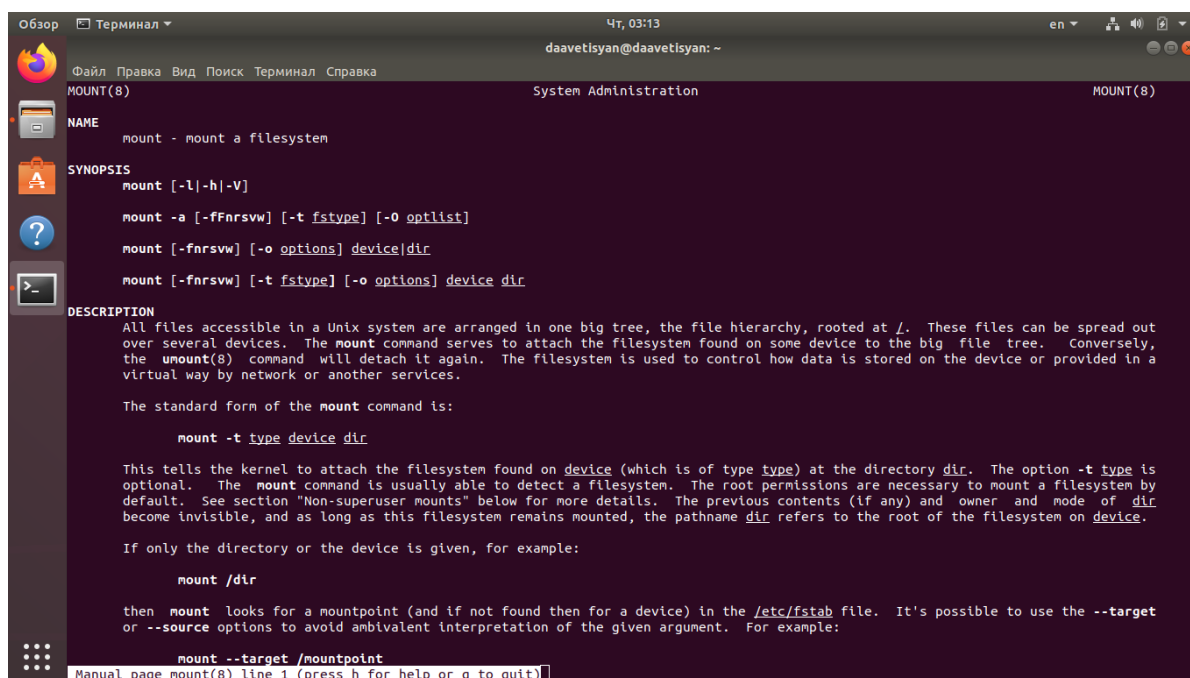 Обзор Терминал Чт, 03:13 en
daavetisyan@daavetisyan: ~
Файл Правка Вид Поиск Терминал Справка
MOUNT(8) System Administration MOUNT(8)
NAME
mount - mount a filesystem
SYNOPSIS
mount [-l|-h|-V]
mount -a [-fFnrsvw] [-t fstype] [-O optlist]
mount [-fnrsvw] [-o options] device|dir
mount [-fnrsvw] [-t fstype] [-o options] device dir
DESCRIPTION
All files accessible in a Unix system are arranged in one big tree, the file hierarchy, rooted at /. These files can be spread out
over several devices. The mount command serves to attach the filesystem found on some device to the big file tree. Conversely,
the umount(8) command will detach it again. The filesystem is used to control how data is stored on the device or provided in a
virtual way by network or another services.
The standard form of the mount command is:
mount -t type device dir
This tells the kernel to attach the filesystem found on device (which is of type type) at the directory dir. The option -t type is
optional. The mount command is usually able to detect a filesystem. The root permissions are necessary to mount a filesystem by
default. See section "Non-superuser mounts" below for more details. The previous contents (if any) and owner and mode of dir
become invisible, and as long as this filesystem remains mounted, the pathname dir refers to the root of the filesystem on device.
If only the directory or the device is given, for example:
mount /dir
then mount looks for a mountpoint (and if not found then for a device) in the /etc/fstab file. It's possible to use the --target
or --source options to avoid ambivalent interpretation of the given argument. For example:
mount --target /mountpoint
Manual page mount(8) line 1 (press h for help or q to quit)